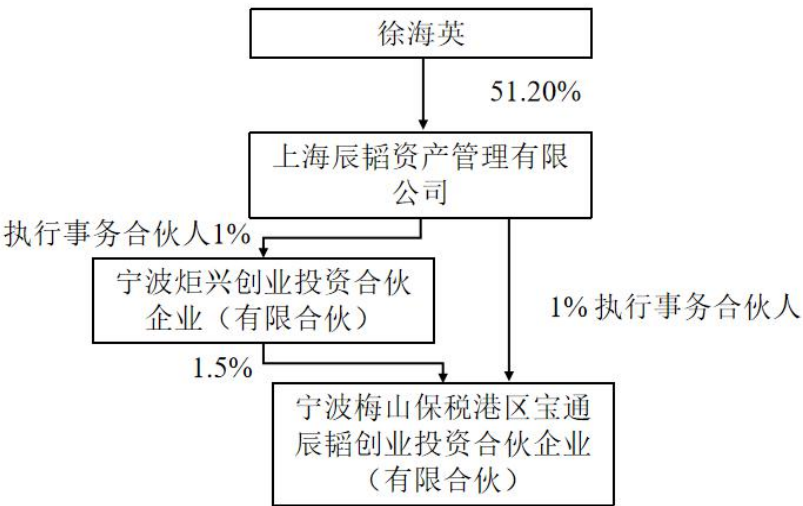 徐海英
51.20%
上海辰韬资产管理有限
公司
执行事务合伙人1%
宁波炬兴创业投资合伙
企业（有限合伙）
1%执行事务合伙人
1.5%
宁波梅山保税港区宝通
辰韬创业投资合伙企业
（有限合伙）